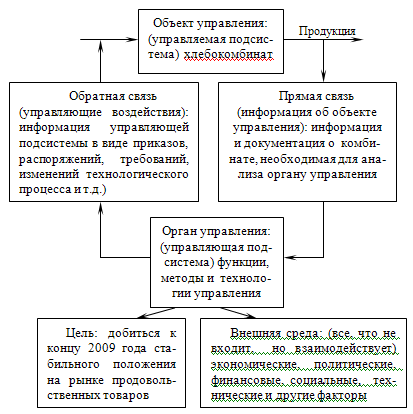 Объект управления:
(управляемая подсис-
тема) хлебокомбинат
Продукция
Обратная связь
(управляющие воздействия):
информация управляющей
подсистемы в виде приказов,
распоряжений, требований,
изменений технологического
процесса и т.д.)
Прямая связь
(информация об объекте
управления): информация
и документация о комби-
нате, необходимая для ана-
лиза органу управления
Орган управления:
(управляющая под-
система) функции,
методы и техноло-
гии управления
Цель: добиться к
концу 2009 года ста-
бильного положения
на рынке продоволь-
ственных товаров
Внешняя среда: (все, что не
входит, но взаимодействует)
экономические, политические,
финансовые, социальные, тех-
нические и другие факторы